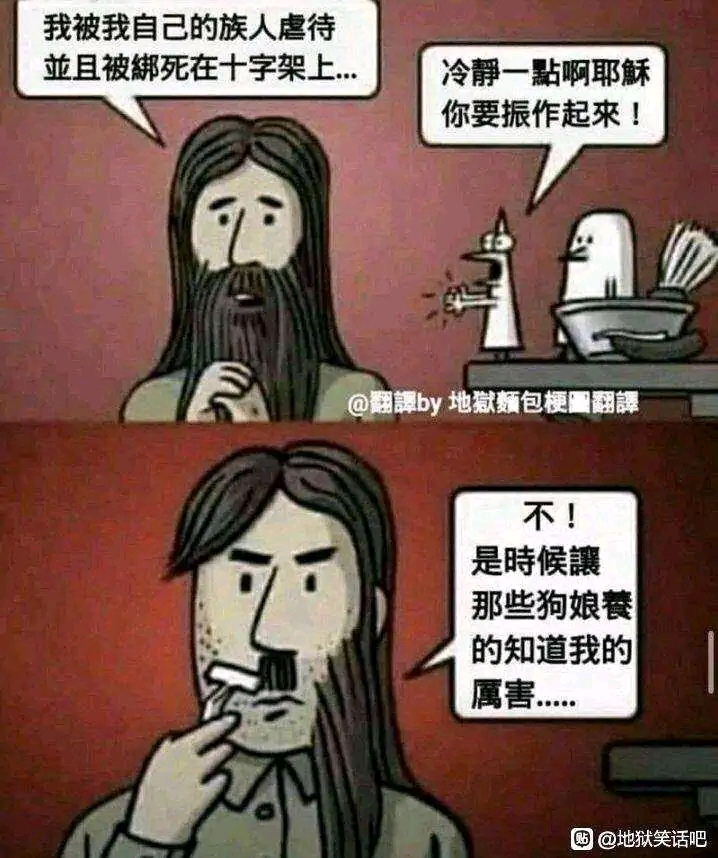 我被我自己的族人虐待
並且被綁死在十字架上...
冷靜一點啊耶穌
你要振作起來！
@翻譯by 地獄麵包梗圖翻譯
不！
是時候讓
那些狗娘養
的知道我的
厲害.....
貼 @地狱笑话吧